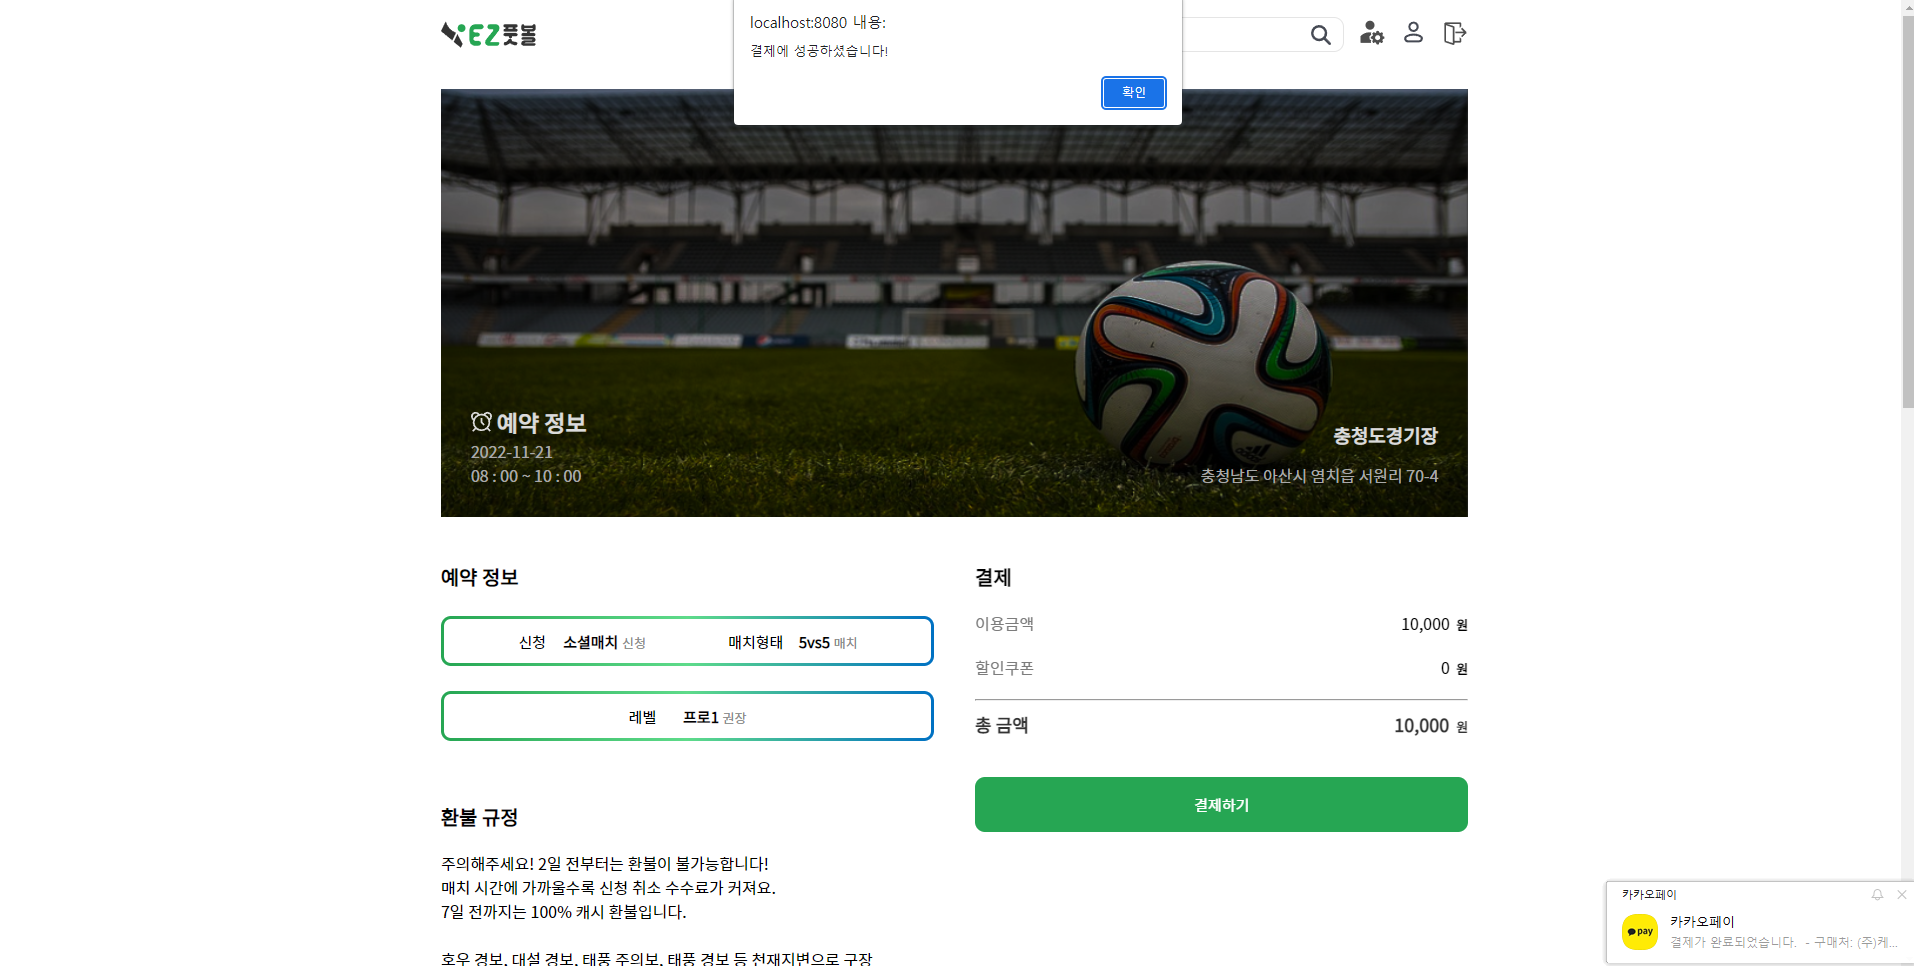 EZ풋볼
localhost:8080 내용:
결제에 성공하셨습니다!
확인
예약 정보
2022-11-21
08 : 00 ~ 10 : 00
충청도경기장
충청남도 아산시 염치읍 서원리 70-4
예약 정보
신청 소셜매치 신청 매치형태 5vs5 매치
레벨 프로1 권장
환불 규정
주의해주세요! 2일 전부터는 환불이 불가능합니다!
매치 시간에 가까울수록 신청 취소 수수료가 커져요.
7일 전까지는 100% 캐시 환불입니다.
호우 경보, 대설 경보, 태풍 주의보, 태풍 경보 등 천재지변으로 구장
결제
이용금액 10,000 원
할인쿠폰 0 원
총 금액 10,000 원
결제하기
카카오페이
pay
카카오페이
결제가 완료되었습니다. - 구매처: (주)케...